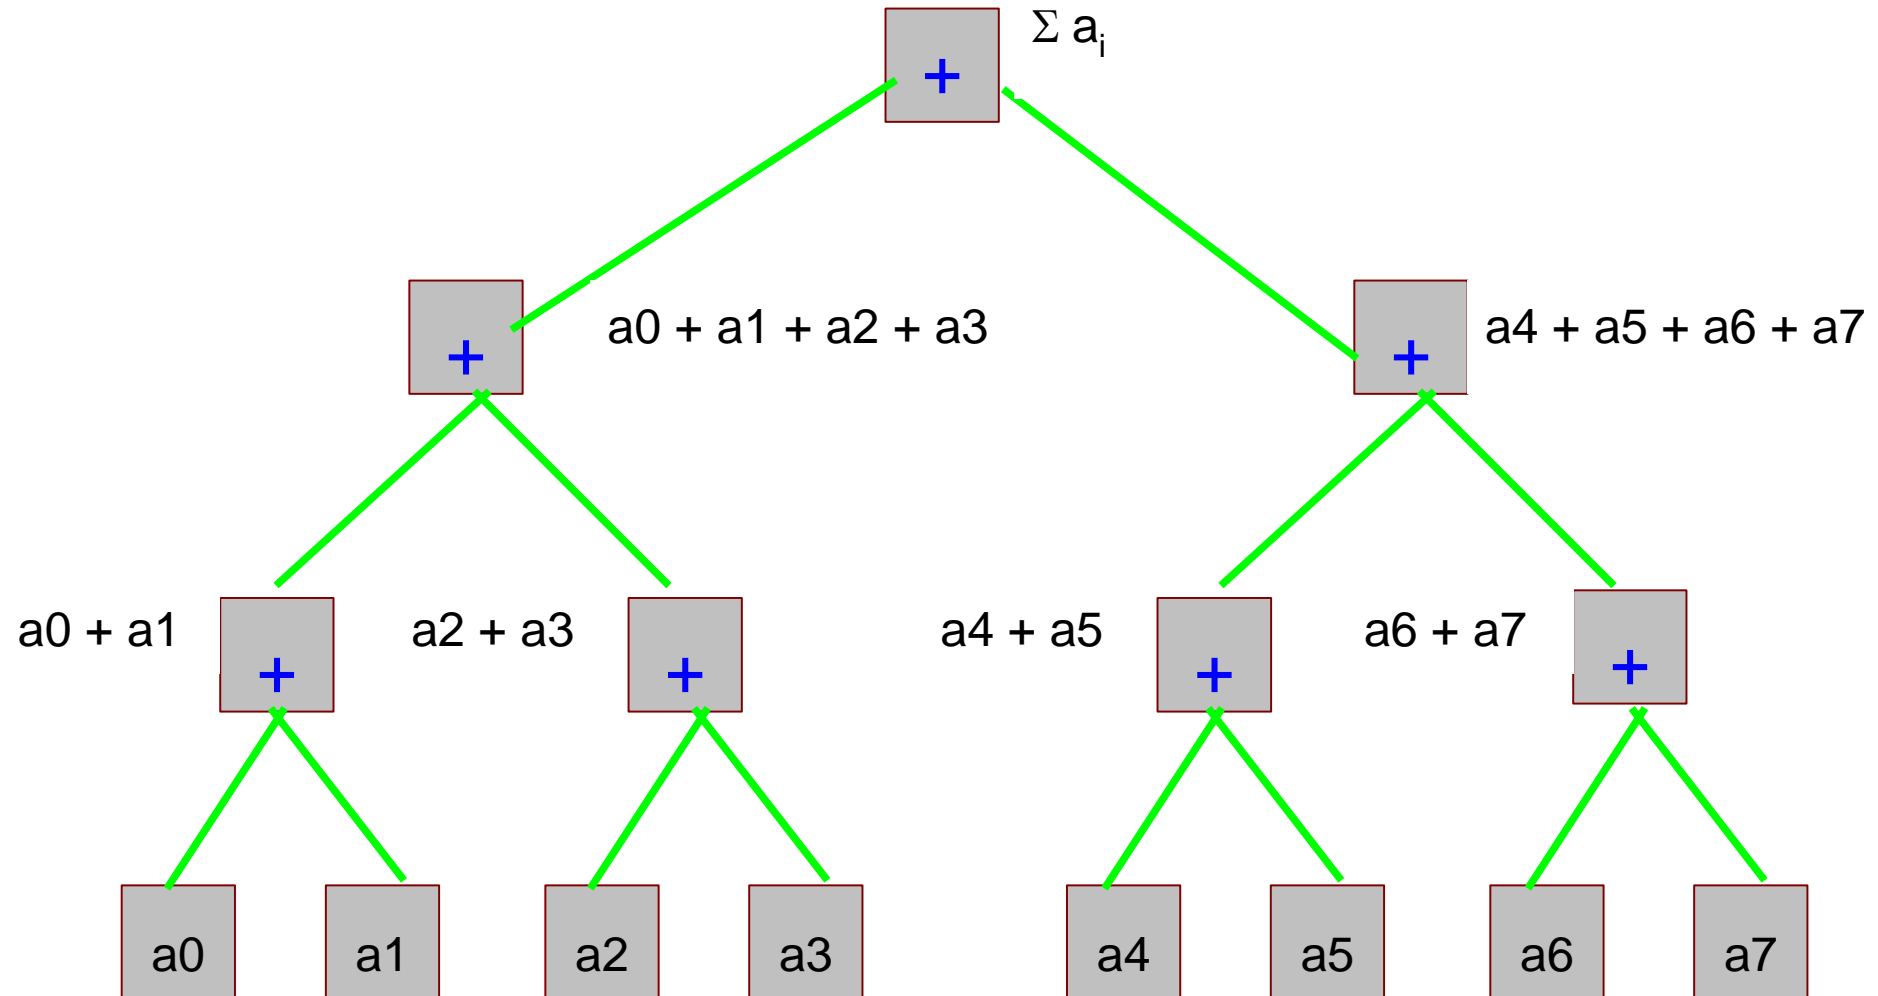 Σ aᵢ
+
a0 + a1 + a2 + a3
a4 + a5 + a6 + a7
+
+
a0 + a1
a2 + a3
a4 + a5
a6 + a7
+
+
+
+
a0
a1
a2
a3
a4
a5
a6
a7